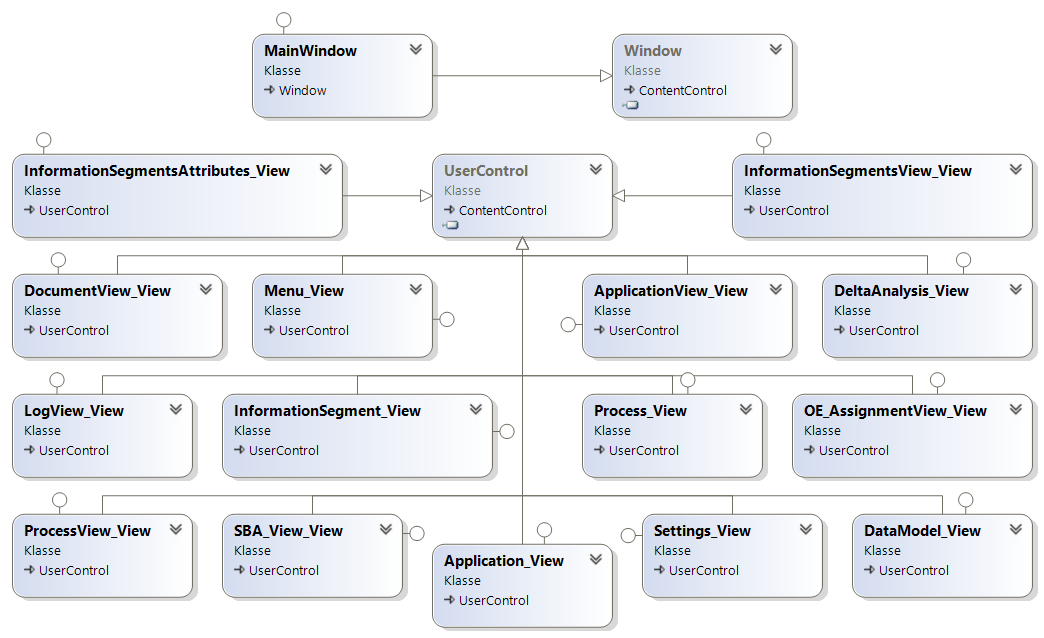 MainWindow
Klasse
Window
Window
Klasse
ContentControl
InformationSegmentsAttributes_View
Klasse
UserControl
UserControl
Klasse
ContentControl
InformationSegmentsView_View
Klasse
UserControl
DocumentView_View
Klasse
UserControl
Menu_View
Klasse
UserControl
ApplicationView_View
Klasse
UserControl
DeltaAnalysis_View
Klasse
UserControl
LogView_View
Klasse
UserControl
InformationSegment_View
Klasse
UserControl
Process_View
Klasse
UserControl
OE_AssignmentView_View
Klasse
UserControl
ProcessView_View
Klasse
UserControl
SBA_View_View
Klasse
UserControl
Application_View
Klasse
UserControl
Settings_View
Klasse
UserControl
DataModel_View
Klasse
UserControl